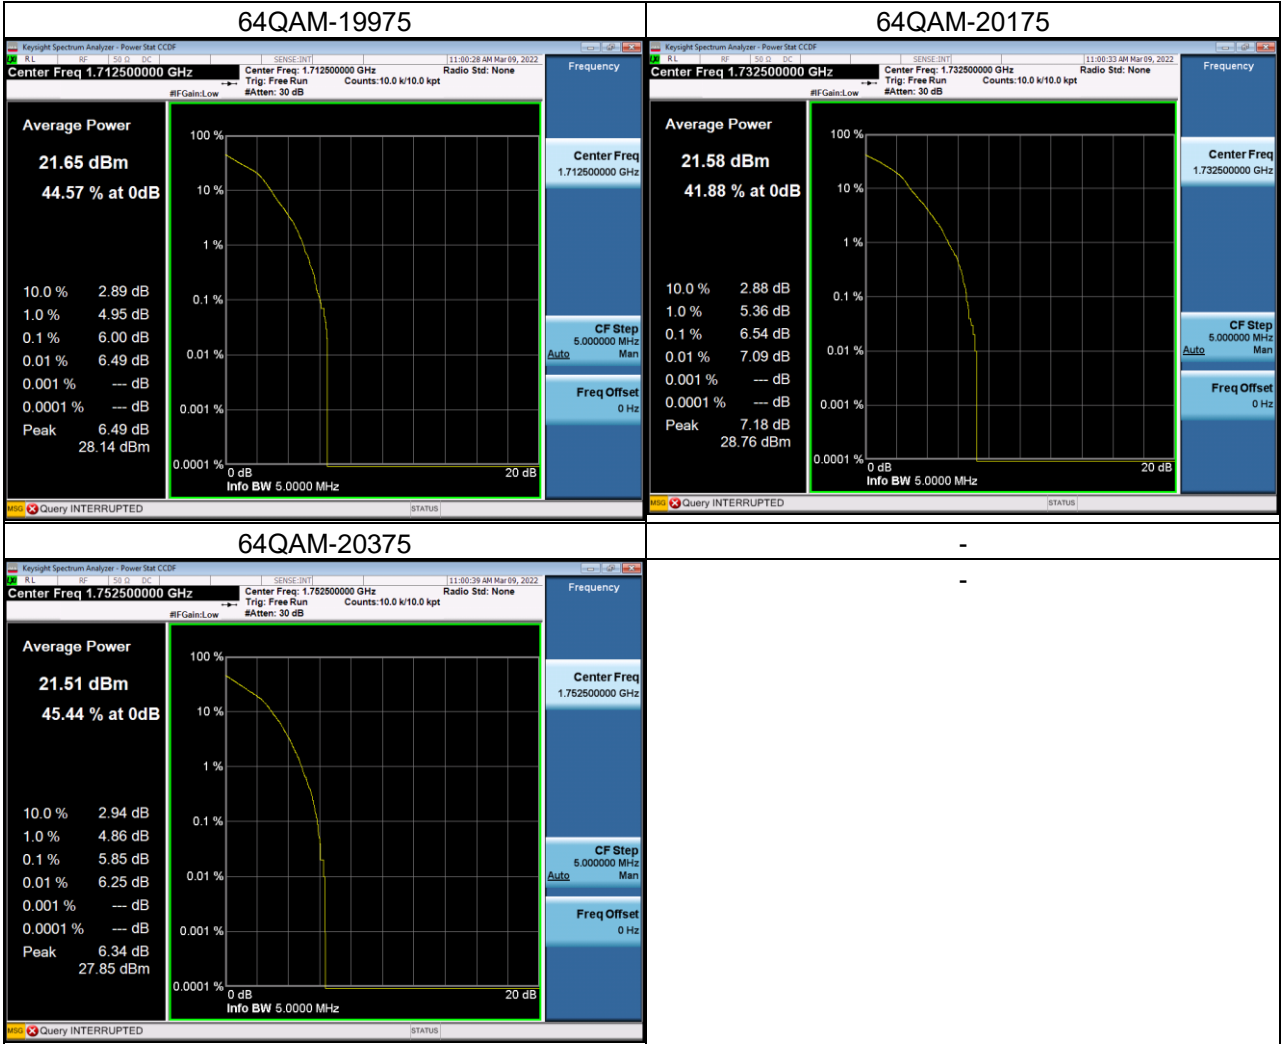 64QAM-19975
Keysight Spectrum Analyzer - Power Stat CCDF
RL RF 50 Ω DC SENSE:INT 11:00:28 AM Mar 09, 2022
Center Freq 1.712500000 GHz
Center Freq: 1.712500000 GHz Radio Std: None
Trig: Free Run Counts:10.0 k/10.0 kpt
#IFGain:Low #Atten: 30 dB
Average Power
21.65 dBm
44.57 % at 0dB
10.0 % 2.89 dB
1.0 % 4.95 dB
0.1 % 6.00 dB
0.01 % 6.49 dB
0.001 % --- dB
0.0001 % --- dB
Peak 6.49 dB
28.14 dBm
100 %
10 %
1 %
0.1 %
0.01 %
0.001 %
0.0001 %
0 dB 20 dB
Info BW 5.0000 MHz
Frequency
Center Freq
1.712500000 GHz
CF Step
5.000000 MHz
Auto Man
Freq Offset
0 Hz
MSG Query INTERRUPTED STATUS
64QAM-20175
Keysight Spectrum Analyzer - Power Stat CCDF
RL RF 50 Ω DC SENSE:INT 11:00:33 AM Mar 09, 2022
Center Freq 1.732500000 GHz
Center Freq: 1.732500000 GHz Radio Std: None
Trig: Free Run Counts:10.0 k/10.0 kpt
#IFGain:Low #Atten: 30 dB
Average Power
21.58 dBm
41.88 % at 0dB
10.0 % 2.88 dB
1.0 % 5.36 dB
0.1 % 6.54 dB
0.01 % 7.09 dB
0.001 % --- dB
0.0001 % --- dB
Peak 7.18 dB
28.76 dBm
100 %
10 %
1 %
0.1 %
0.01 %
0.001 %
0.0001 %
0 dB 20 dB
Info BW 5.0000 MHz
Frequency
Center Freq
1.732500000 GHz
CF Step
5.000000 MHz
Auto Man
Freq Offset
0 Hz
MSG Query INTERRUPTED STATUS
64QAM-20375
Keysight Spectrum Analyzer - Power Stat CCDF
RL RF 50 Ω DC SENSE:INT 11:00:39 AM Mar 09, 2022
Center Freq 1.752500000 GHz
Center Freq: 1.752500000 GHz Radio Std: None
Trig: Free Run Counts:10.0 k/10.0 kpt
#IFGain:Low #Atten: 30 dB
Average Power
21.51 dBm
45.44 % at 0dB
10.0 % 2.94 dB
1.0 % 4.86 dB
0.1 % 5.85 dB
0.01 % 6.25 dB
0.001 % --- dB
0.0001 % --- dB
Peak 6.34 dB
27.85 dBm
100 %
10 %
1 %
0.1 %
0.01 %
0.001 %
0.0001 %
0 dB 20 dB
Info BW 5.0000 MHz
Frequency
Center Freq
1.752500000 GHz
CF Step
5.000000 MHz
Auto Man
Freq Offset
0 Hz
MSG Query INTERRUPTED STATUS
-
-